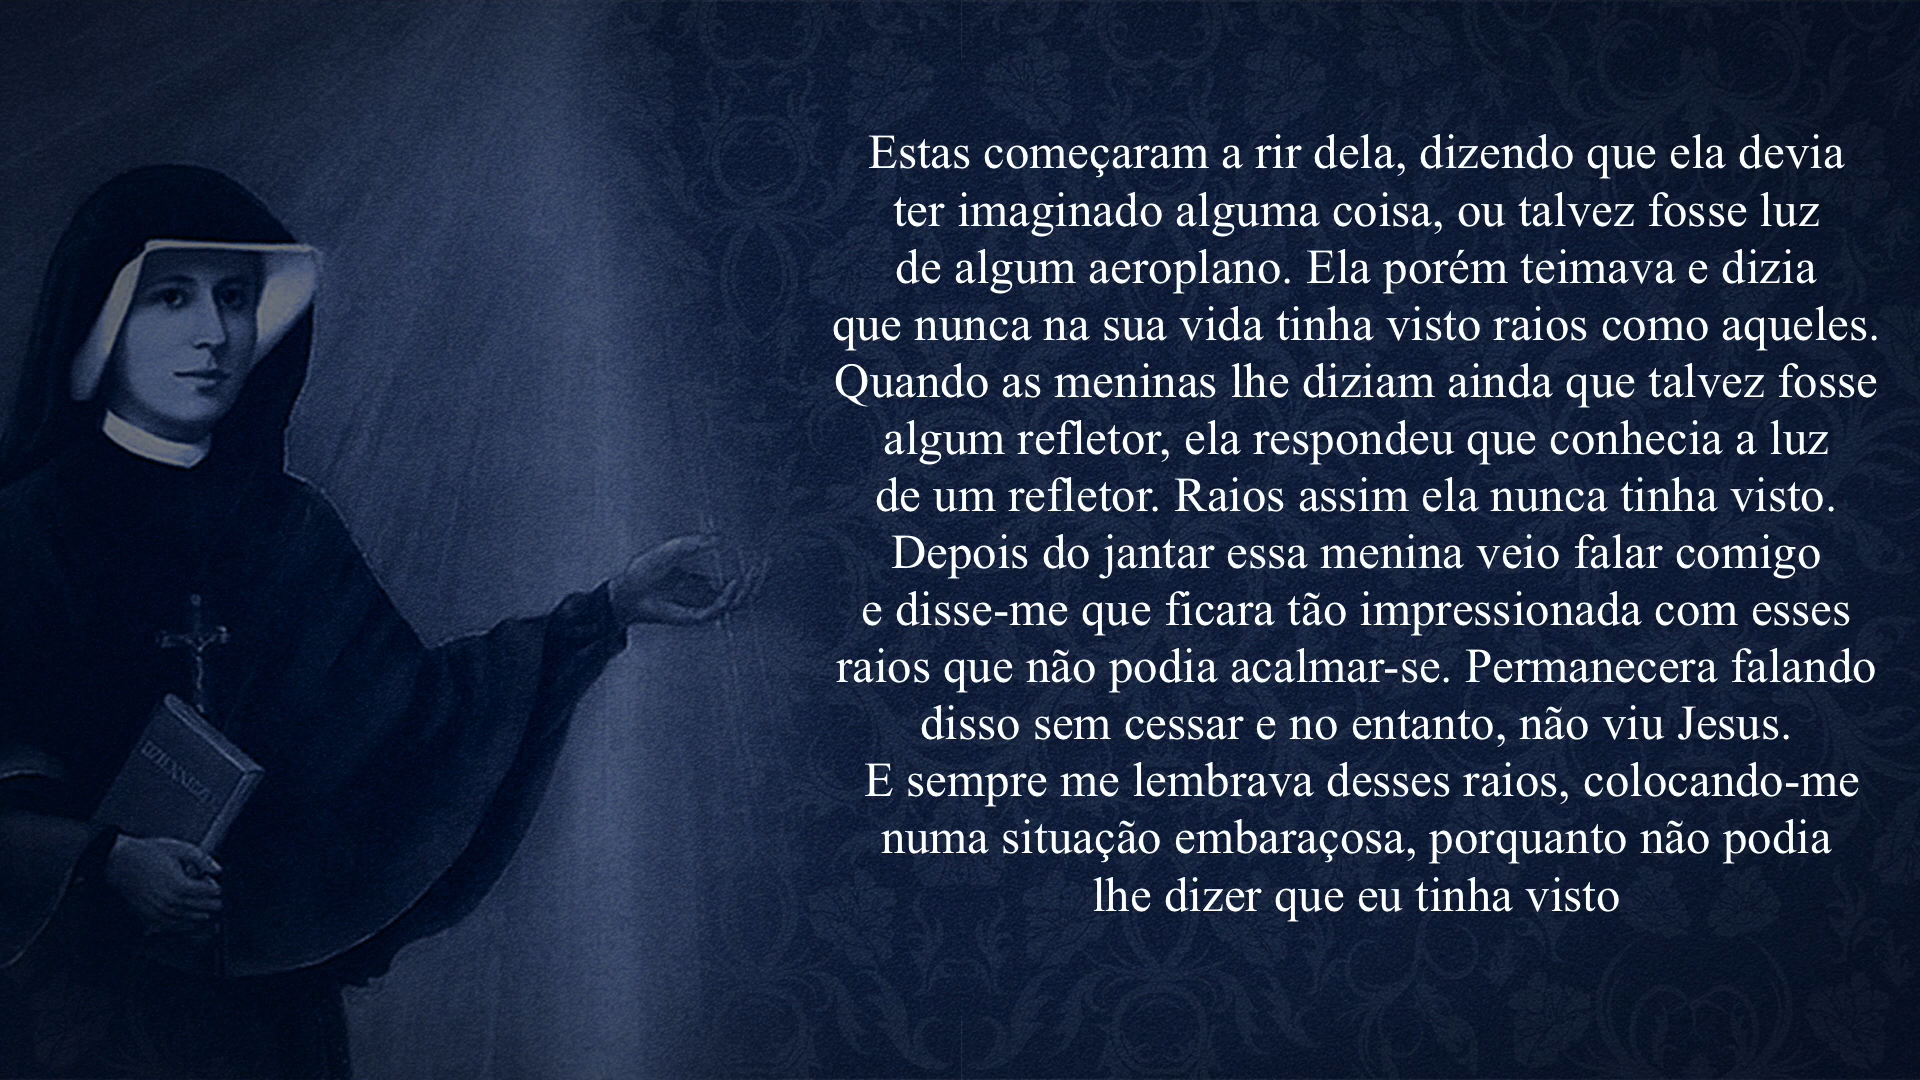 Estas começaram a rir dela, dizendo que ela devia
ter imaginado alguma coisa, ou talvez fosse luz
de algum aeroplano. Ela porém teimava e dizia
que nunca na sua vida tinha visto raios como aqueles.
Quando as meninas lhe diziam ainda que talvez fosse
algum refletor, ela respondeu que conhecia a luz
de um refletor. Raios assim ela nunca tinha visto.
Depois do jantar essa menina veio falar comigo
e disse-me que ficara tão impressionada com esses
raios que não podia acalmar-se. Permanecera falando
disso sem cessar e no entanto, não viu Jesus.
E sempre me lembrava desses raios, colocando-me
numa situação embaraçosa, porquanto não podia
lhe dizer que eu tinha visto